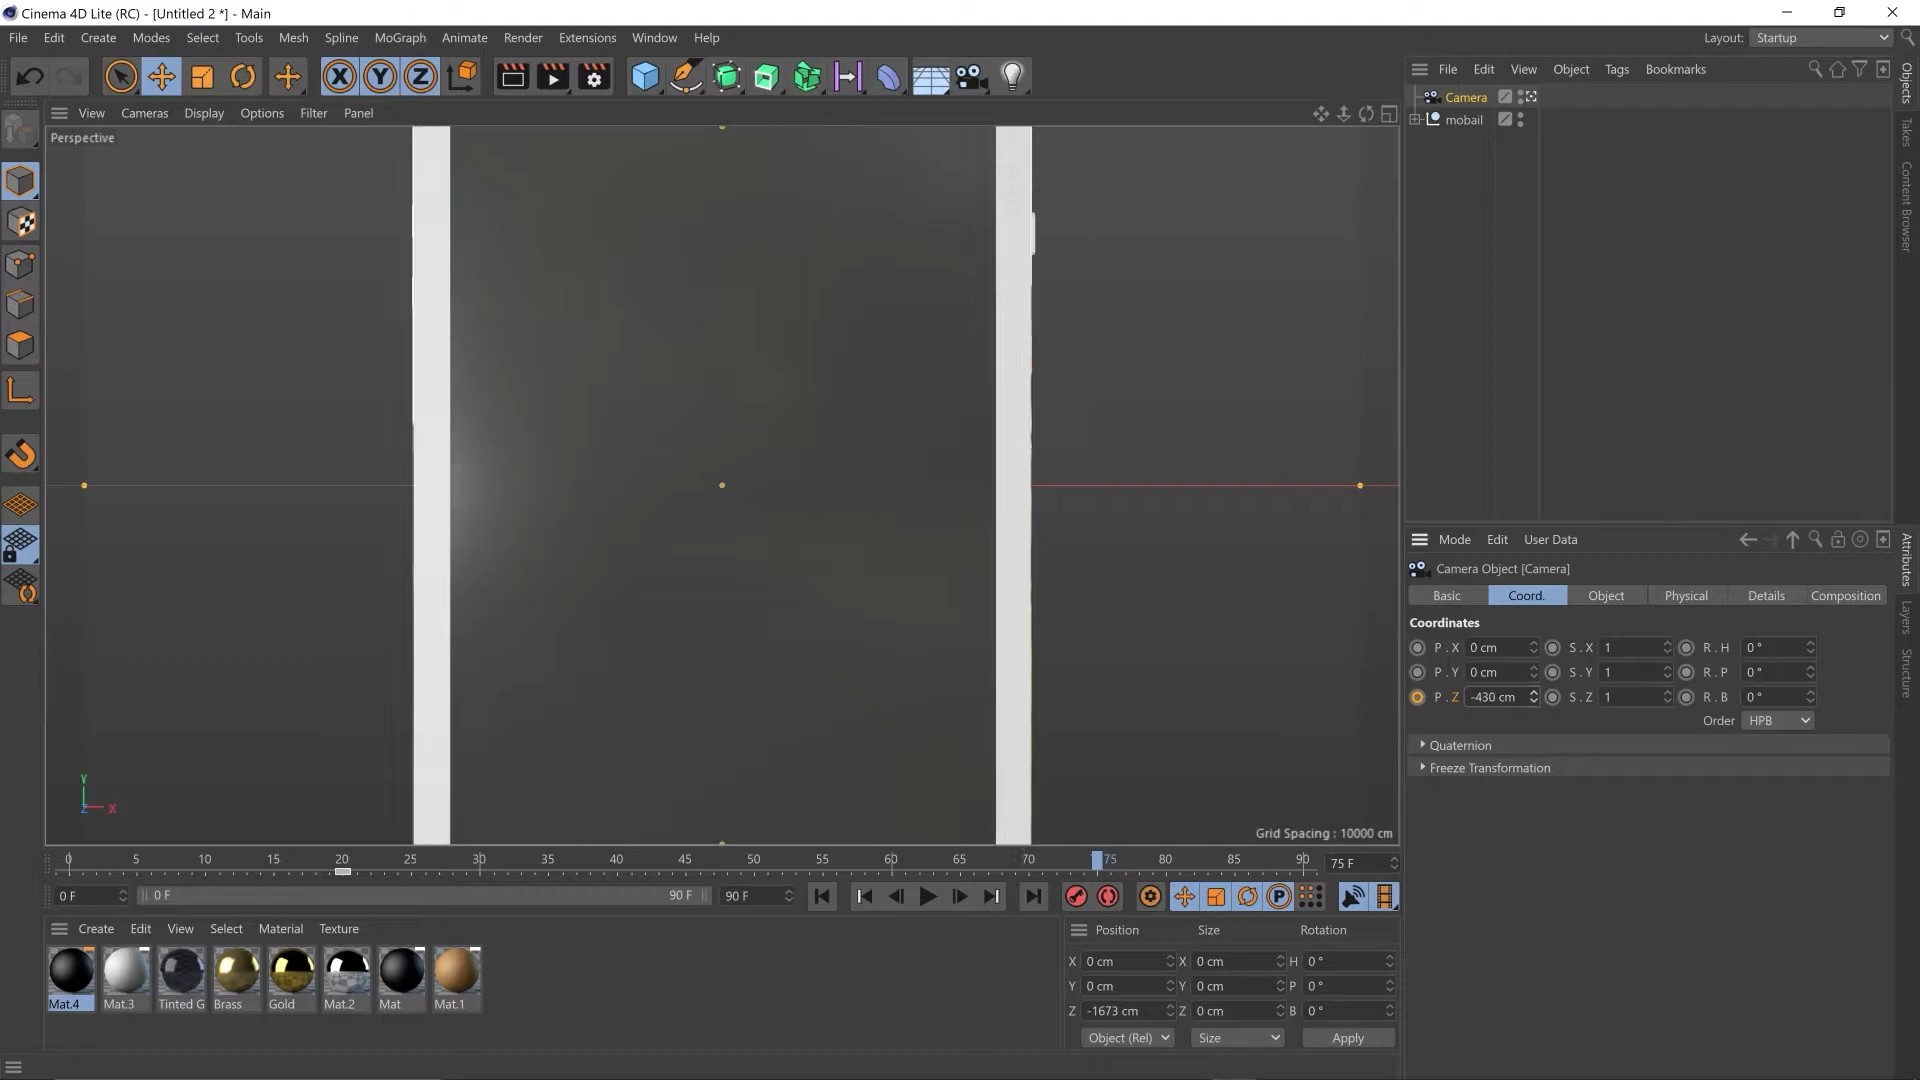 Cinema 4D Lite (RC) - [Untitled 2 *] - Main
File Edit Create Modes Select Tools Mesh Spline MoGraph Animate Render Extensions Window Help Layout: Startup
X Y Z
File Edit View Object Tags Bookmarks
View Cameras Display Options Filter Panel
Perspective
Camera
mobail
Objects
Takes
Content Browser
Mode Edit User Data
Camera Object [Camera]
Basic Coord. Object Physical Details Composition
Coordinates
P . X 0 cm S . X 1 R . H 0 °
P . Y 0 cm S . Y 1 R . P 0 °
P . Z -430 cm S . Z 1 R . B 0 °
Order HPB
Quaternion
Freeze Transformation
Attributes
Layers
Structure
Y
Z X
Grid Spacing : 10000 cm
0 5 10 15 20 25 30 35 40 45 50 55 60 65 70 75 80 85 90 75 F
0 F 0 F 90 F 90 F P
Create Edit View Select Material Texture
Mat.4 Mat.3 Tinted G Brass Gold Mat.2 Mat Mat.1
Position Size Rotation
X 0 cm X 0 cm H 0 °
Y 0 cm Y 0 cm P 0 °
Z -1673 cm Z 0 cm B 0 °
Object (Rel) Size Apply